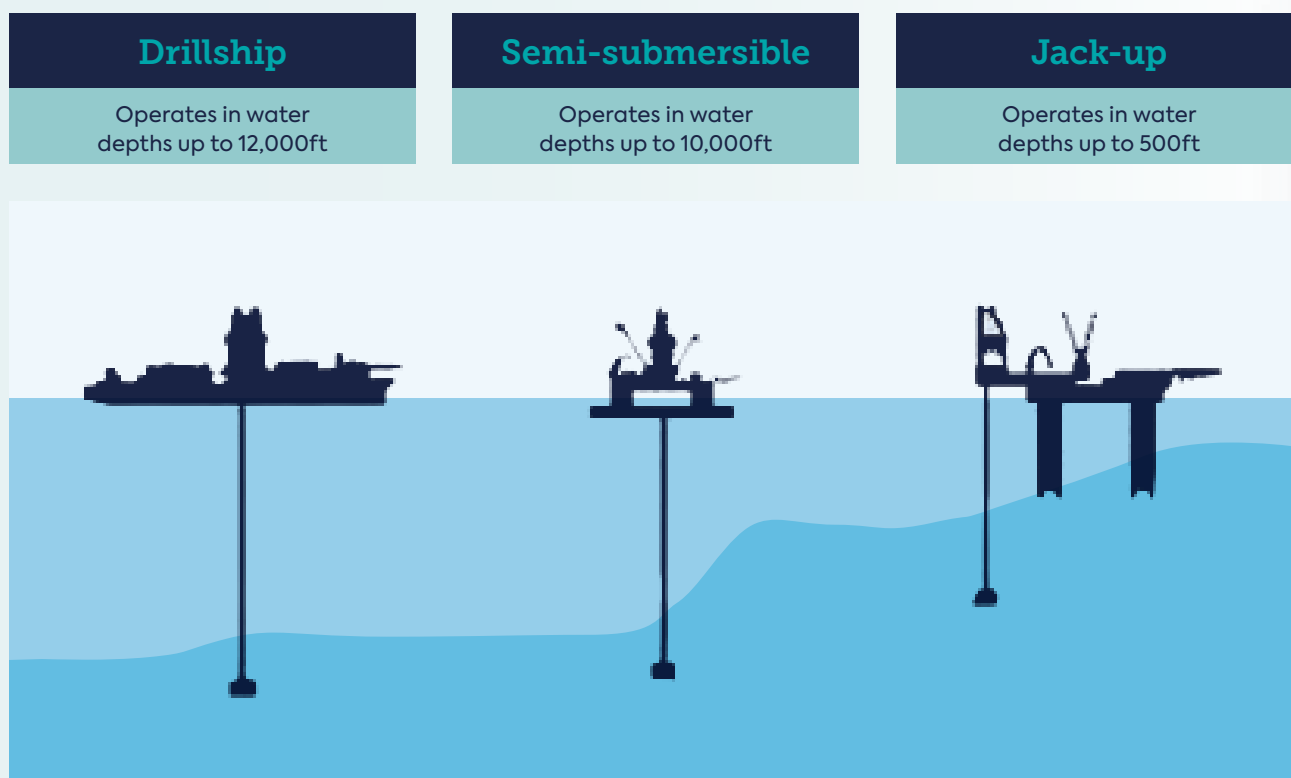 Drillship
Operates in water
depths up to 12,000ft
Semi-submersible
Operates in water
depths up to 10,000ft
Jack-up
Operates in water
depths up to 500ft